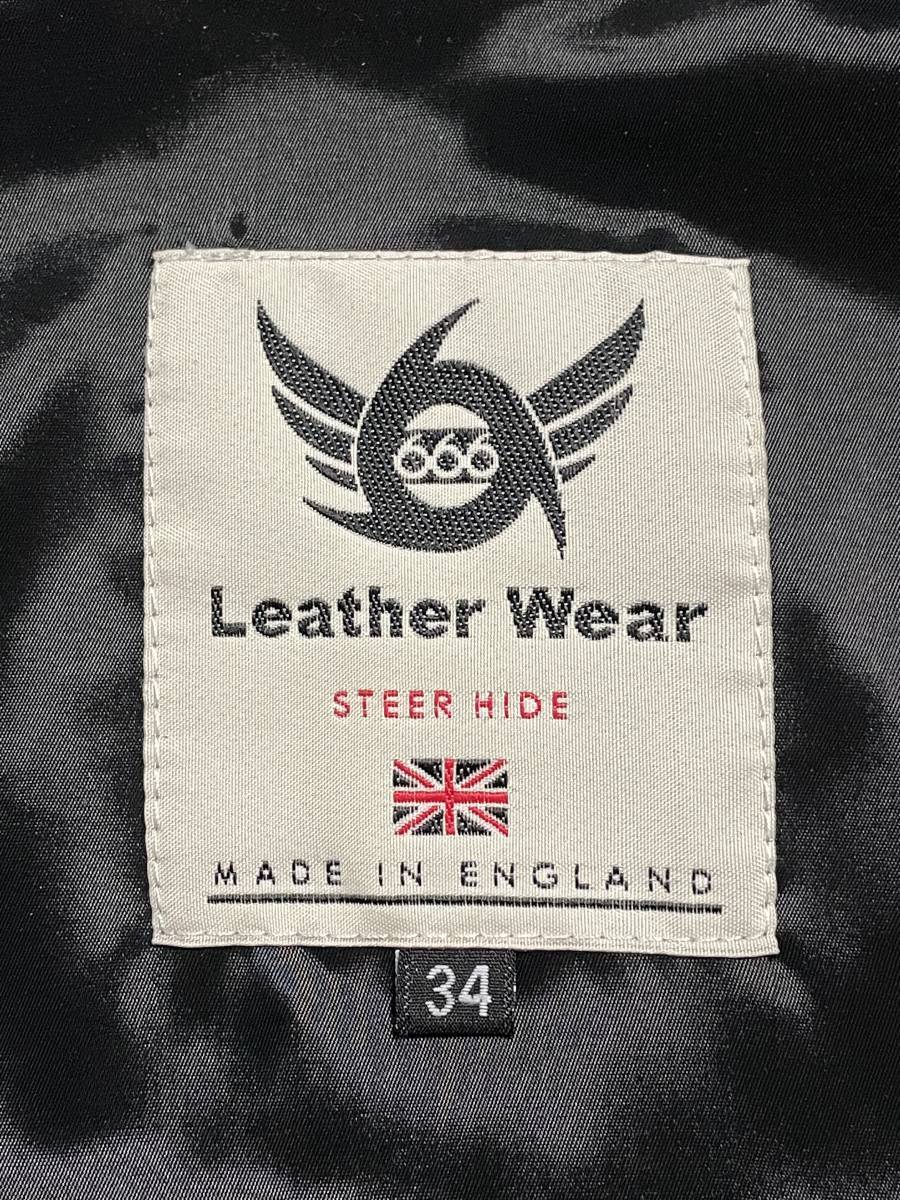 666
Leather Wear
STEER HIDE
MADE IN ENGLAND
34